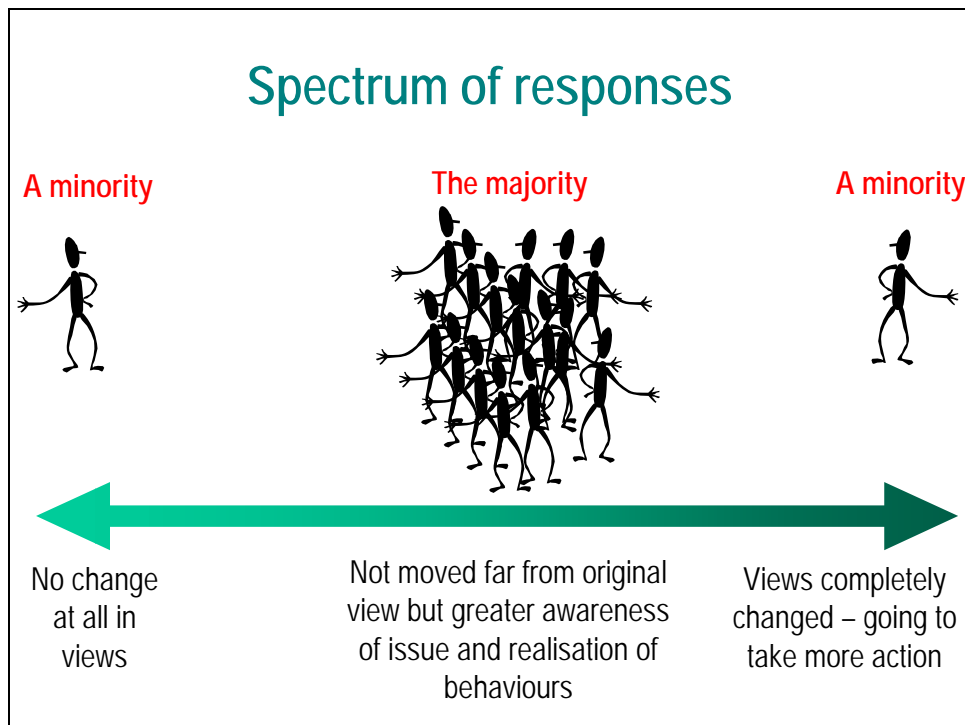 Spectrum of responses
A minority
The majority
A minority
No change
at all in
views
Not moved far from original
view but greater awareness
of issue and realisation of
behaviours
Views completely
changed – going to
take more action